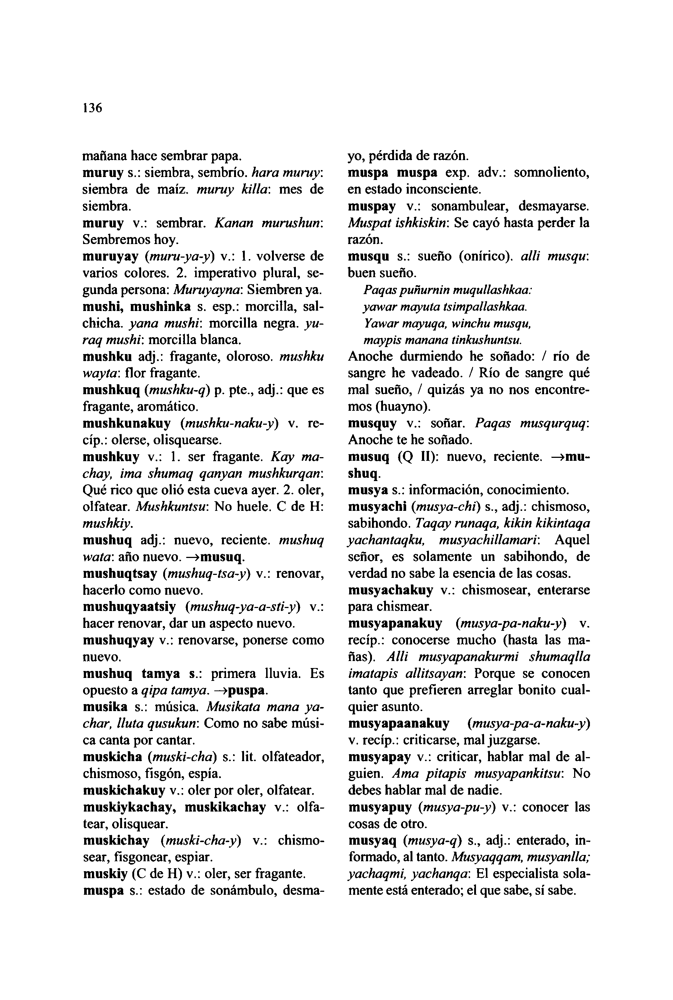 136
mañana hace sembrar papa.
muruy s.: siembra, sembrío. hara muruy:
siembra de maíz. muruy killa: mes de
siembra.
muruy v.: sembrar. Kanan murushun:
Sembremos hoy.
muruyay (muru-ya-y) v.: 1. volverse de
varios colores. 2. imperativo plural, se-
gunda persona: Muruyayna: Siembren ya.
mushi, mushinka s. esp.: morcilla, sal-
chicha. yana mushi: morcilla negra. yu-
raq mushi: morcilla blanca.
mushku adj.: fragante, oloroso. mushku
wayta: flor fragante.
mushkuq (mushku-q) p. pte., adj.: que es
fragante, aromático.
mushkunakuy (mushku-naku-y) v. re-
cíp.: olerse, olisquearse.
mushkuy v.: 1. ser fragante. Kay ma-
chay, ima shumaq qanyan mushkurqan:
Qué rico que olió esta cueva ayer. 2. oler,
olfatear. Mushkuntsu: No huele. C de H:
mushkiy.
mushuq adj.: nuevo, reciente. mushuq
wata: año nuevo. →musuq.
mushuqtsay (mushuq-tsa-y) v.: renovar,
hacerlo como nuevo.
mushuqyaatsiy (mushuq-ya-a-sti-y) v.:
hacer renovar, dar un aspecto nuevo.
mushuqyay v.: renovarse, ponerse como
nuevo.
mushuq tamya s.: primera lluvia. Es
opuesto a qipa tamya. →puspa.
musika s.: música. Musikata mana ya-
char, lluta qusukun: Como no sabe músi-
ca canta por cantar.
muskicha (muski-cha) s.: lit. olfateador,
chismoso, fisgón, espía.
muskichakuy v.: oler por oler, olfatear.
muskiykachay, muskikachay v.: olfa-
tear, olisquear.
muskichay (muski-cha-y) v.: chismo-
sear, fisgonear, espiar.
muskiy (C de H) v.: oler, ser fragante.
muspa s.: estado de sonámbulo, desma-
yo, pérdida de razón.
muspa muspa exp. adv.: somnoliento,
en estado inconsciente.
muspay v.: sonambulear, desmayarse.
Muspat ishkiskin: Se cayó hasta perder la
razón.
musqu s.: sueño (onírico). alli musqu:
buen sueño.
Paqas puñurnin muqullashkaa:
yawar mayuta tsimpallashkaa.
Yawar mayuqa, winchu musqu,
maypis manana tinkushuntsu.
Anoche durmiendo he soñado: / río de
sangre he vadeado. / Río de sangre qué
mal sueño, / quizás ya no nos encontre-
mos (huayno).
musquy v.: soñar. Paqas musqurquq:
Anoche te he soñado.
musuq (Q II): nuevo, reciente. →mu-
shuq.
musya s.: información, conocimiento.
musyachi (musya-chi) s., adj.: chismoso,
sabihondo. Taqay runaqa, kikin kikintaqa
yachantaqku, musyachillamari: Aquel
señor, es solamente un sabihondo, de
verdad no sabe la esencia de las cosas.
musyachakuy v.: chismosear, enterarse
para chismear.
musyapanakuy (musya-pa-naku-y) v.
recíp.: conocerse mucho (hasta las ma-
ñas). Alli musyapanakurmi shumaqlla
imatapis allitsayan: Porque se conocen
tanto que prefieren arreglar bonito cual-
quier asunto.
musyapaanakuy (musya-pa-a-naku-y)
v. recíp.: criticarse, mal juzgarse.
musyapay v.: criticar, hablar mal de al-
guien. Ama pitapis musyapankitsu: No
debes hablar mal de nadie.
musyapuy (musya-pu-y) v.: conocer las
cosas de otro.
musyaq (musya-q) s., adj.: enterado, in-
formado, al tanto. Musyaqqam, musyanlla;
yachaqmi, yachanqa: El especialista sola-
mente está enterado; el que sabe, sí sabe.